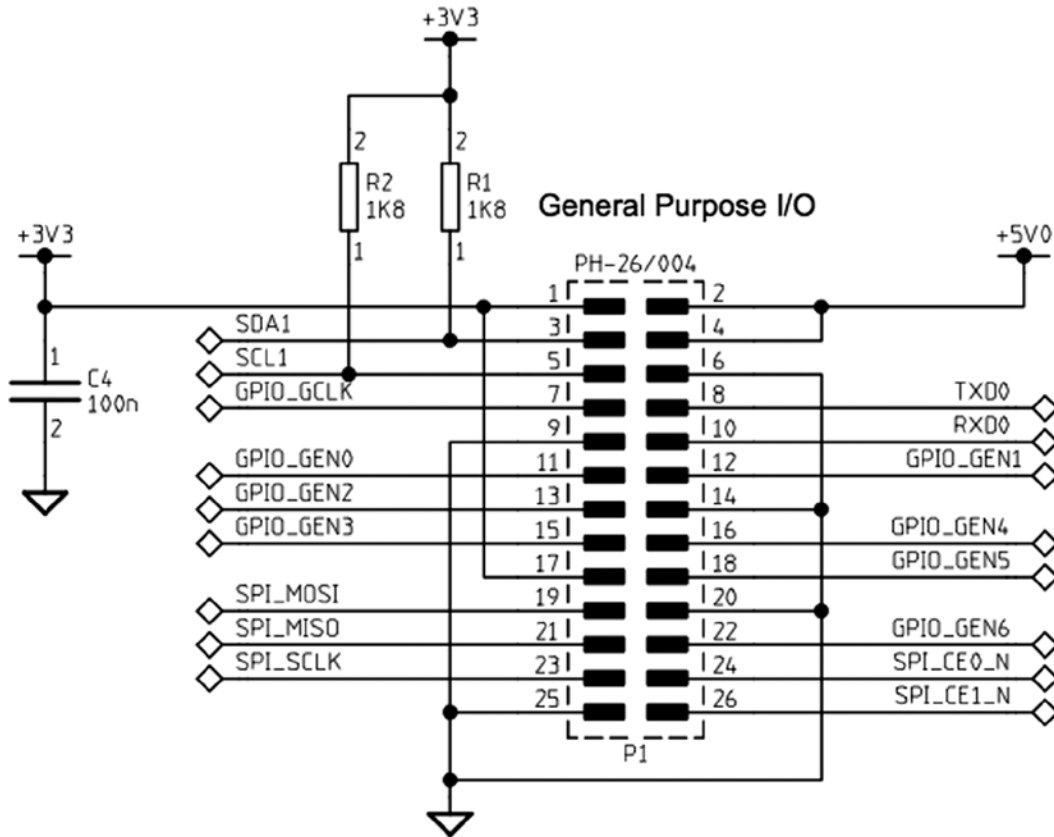 +3V3
2 2
R2 R1
1K8 1K8
General Purpose I/O
1 1
+3V3
+5V0
PH-26/004
1 2
SDA1
3 4
SCL1
5 6
1
C4
100n
2
GPIO_GCLK
7 8
TXD0
9 10
RXD0
GPIO_GEN0
11 12
GPIO_GEN1
GPIO_GEN2
13 14
GPIO_GEN3
15 16
GPIO_GEN4
17 18
GPIO_GEN5
SPI_MOSI
19 20
SPI_MISO
21 22
GPIO_GEN6
SPI_SCLK
23 24
SPI_CE0_N
25 26
SPI_CE1_N
P1